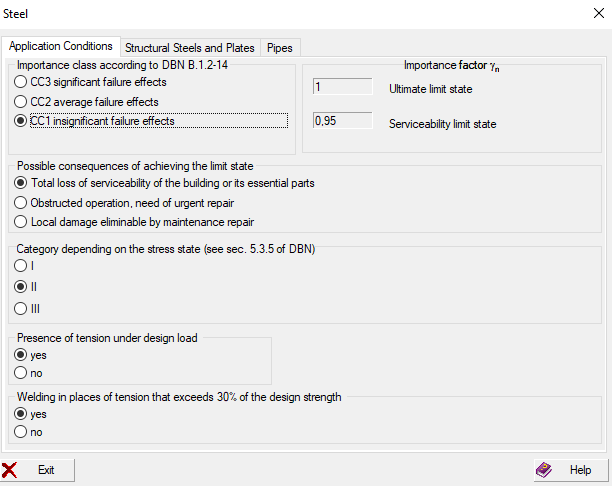 Steel
Application Conditions
Structural Steels and Plates
Pipes
Importance class according to DBN B.1.2-14
CC3 significant failure effects
CC2 average failure effects
CC1 insignificant failure effects
Importance factor γn
1
Ultimate limit state
0,95
Serviceability limit state
Possible consequences of achieving the limit state
Total loss of serviceability of the building or its essential parts
Obstructed operation, need of urgent repair
Local damage eliminable by maintenance repair
Category depending on the stress state (see sec. 5.3.5 of DBN)
I
II
III
Presence of tension under design load
yes
no
Welding in places of tension that exceeds 30% of the design strength
yes
no
Exit
Help